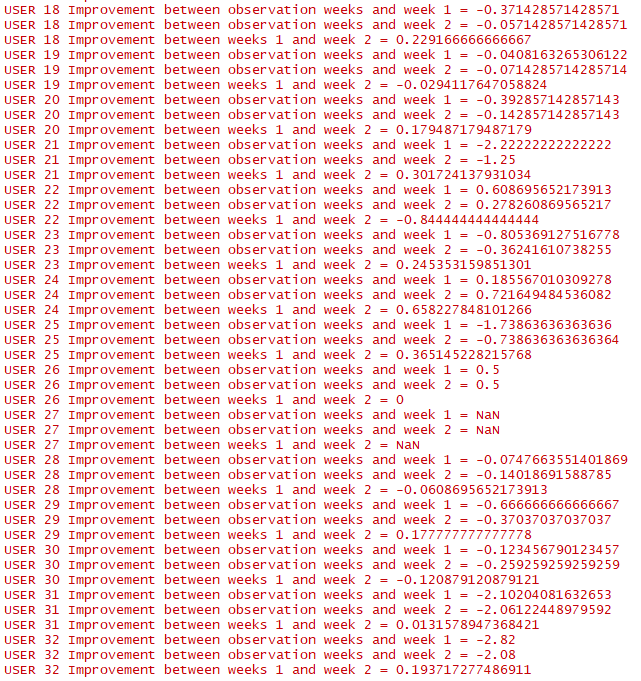 USER 18 Improvement between observation weeks and week 1 = -0.371428571428571
USER 18 Improvement between observation weeks and week 2 = -0.0571428571428571
USER 18 Improvement between weeks 1 and week 2 = 0.229166666666667
USER 19 Improvement between observation weeks and week 1 = -0.0408163265306122
USER 19 Improvement between observation weeks and week 2 = -0.0714285714285714
USER 19 Improvement between weeks 1 and week 2 = -0.0294117647058824
USER 20 Improvement between observation weeks and week 1 = -0.392857142857143
USER 20 Improvement between observation weeks and week 2 = -0.142857142857143
USER 20 Improvement between weeks 1 and week 2 = 0.179487179487179
USER 21 Improvement between observation weeks and week 1 = -2.22222222222222
USER 21 Improvement between observation weeks and week 2 = -1.25
USER 21 Improvement between weeks 1 and week 2 = 0.301724137931034
USER 22 Improvement between observation weeks and week 1 = 0.608695652173913
USER 22 Improvement between observation weeks and week 2 = 0.278260869565217
USER 22 Improvement between weeks 1 and week 2 = -0.844444444444444
USER 23 Improvement between observation weeks and week 1 = -0.805369127516778
USER 23 Improvement between observation weeks and week 2 = -0.36241610738255
USER 23 Improvement between weeks 1 and week 2 = 0.245353159851301
USER 24 Improvement between observation weeks and week 1 = 0.185567010309278
USER 24 Improvement between observation weeks and week 2 = 0.721649484536082
USER 24 Improvement between weeks 1 and week 2 = 0.658227848101266
USER 25 Improvement between observation weeks and week 1 = -1.73863636363636
USER 25 Improvement between observation weeks and week 2 = -0.738636363636364
USER 25 Improvement between weeks 1 and week 2 = 0.365145228215768
USER 26 Improvement between observation weeks and week 1 = 0.5
USER 26 Improvement between observation weeks and week 2 = 0.5
USER 26 Improvement between weeks 1 and week 2 = 0
USER 27 Improvement between observation weeks and week 1 = NaN
USER 27 Improvement between observation weeks and week 2 = NaN
USER 27 Improvement between weeks 1 and week 2 = NaN
USER 28 Improvement between observation weeks and week 1 = -0.0747663551401869
USER 28 Improvement between observation weeks and week 2 = -0.14018691588785
USER 28 Improvement between weeks 1 and week 2 = -0.0608695652173913
USER 29 Improvement between observation weeks and week 1 = -0.666666666666667
USER 29 Improvement between observation weeks and week 2 = -0.37037037037037
USER 29 Improvement between weeks 1 and week 2 = 0.177777777777778
USER 30 Improvement between observation weeks and week 1 = -0.123456790123457
USER 30 Improvement between observation weeks and week 2 = -0.259259259259259
USER 30 Improvement between weeks 1 and week 2 = -0.120879120879121
USER 31 Improvement between observation weeks and week 1 = -2.10204081632653
USER 31 Improvement between observation weeks and week 2 = -2.06122448979592
USER 31 Improvement between weeks 1 and week 2 = 0.0131578947368421
USER 32 Improvement between observation weeks and week 1 = -2.82
USER 32 Improvement between observation weeks and week 2 = -2.08
USER 32 Improvement between weeks 1 and week 2 = 0.193717277486911